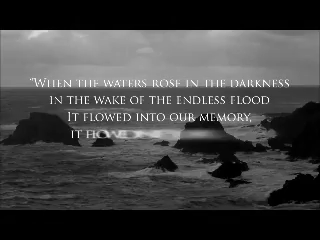 "When the waters rose in the darkness
in the wake of the endless flood
It flowed into our memory,
it flowed